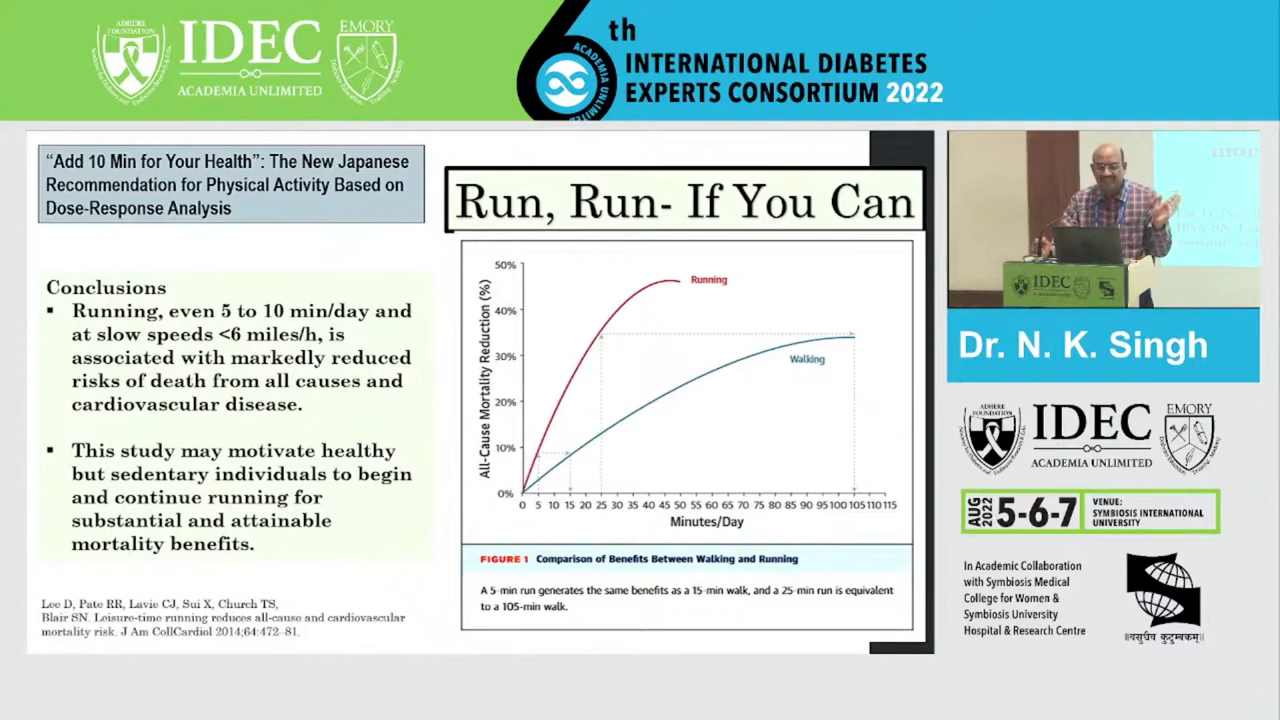 ADHERE
FOUNDATION
IDEC
ACADEMIA UNLIMITED
EMORY
6th
ACADEMIA UNLIMITED
INTERNATIONAL DIABETES
EXPERTS CONSORTIUM 2022
“Add 10 Min for Your Health”: The New Japanese
Recommendation for Physical Activity Based on
Dose-Response Analysis
Run, Run- If You Can
Conclusions
▪ Running, even 5 to 10 min/day and
at slow speeds <6 miles/h, is
associated with markedly reduced
risks of death from all causes and
cardiovascular disease.
▪ This study may motivate healthy
but sedentary individuals to begin
and continue running for
substantial and attainable
mortality benefits.
Lee D, Pate RR, Lavie CJ, Sui X, Church TS,
Blair SN. Leisure-time running reduces all-cause and cardiovascular
mortality risk. J Am CollCardiol 2014;64:472–81.
All-Cause Mortality Reduction (%)
50%
40%
30%
20%
10%
0%
Running
Walking
0 5 10 15 20 25 30 35 40 45 50 55 60 65 70 75 80 85 90 95 100 105 110 115
Minutes/Day
FIGURE 1 Comparison of Benefits Between Walking and Running
A 5-min run generates the same benefits as a 15-min walk, and a 25-min run is equivalent
to a 105-min walk.
IDEC
Dr. N. K. Singh
ADHERE
FOUNDATION
IDEC
ACADEMIA UNLIMITED
EMORY
AUG
2022
5-6-7
VENUE:
SYMBIOSIS INTERNATIONAL
UNIVERSITY
In Academic Collaboration
with Symbiosis Medical
College for Women &
Symbiosis University
Hospital & Research Centre
॥वसुधैव कुटुम्बकम्॥